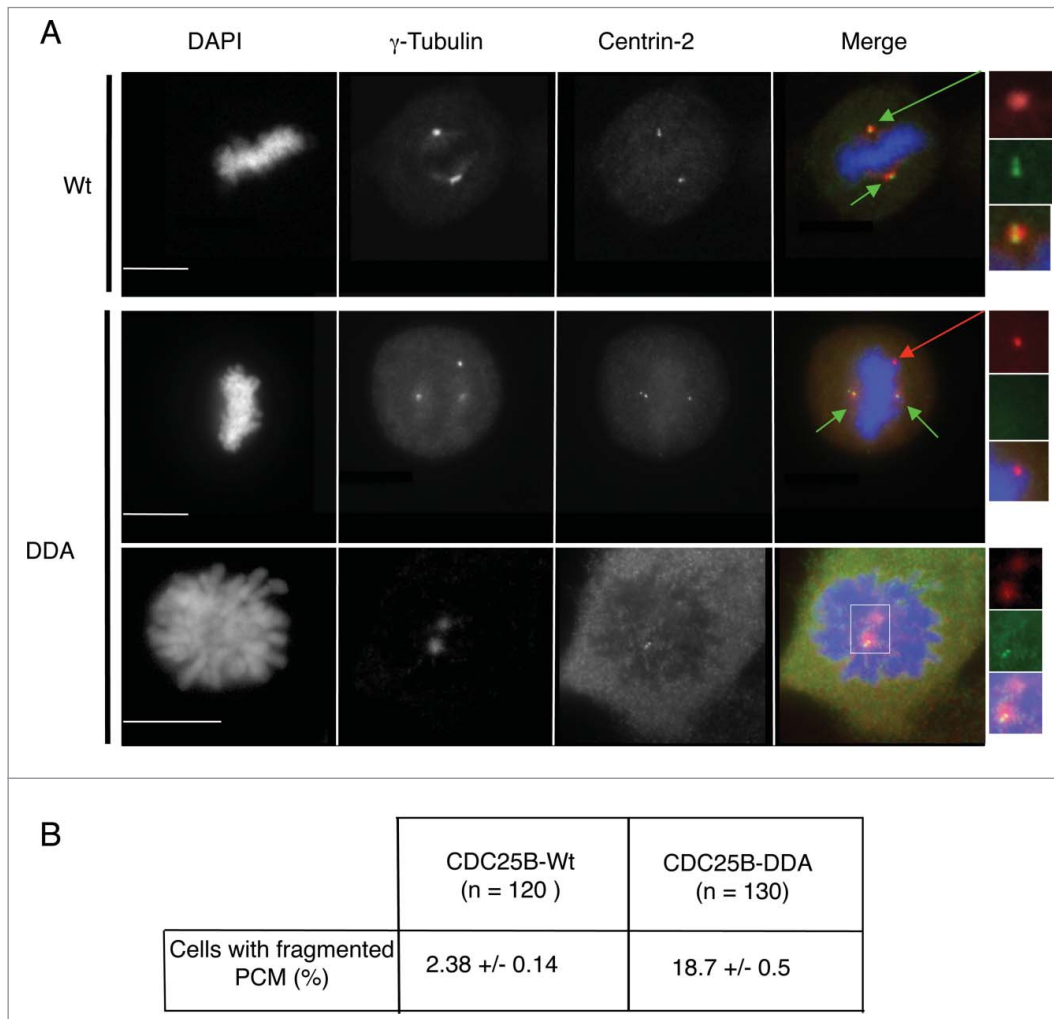 A
DAPI γ-Tubulin Centrin-2 Merge
Wt
DDA
B
CDC25B-Wt
(n = 120 )
CDC25B-DDA
(n = 130)
Cells with fragmented
PCM (%)
2.38 +/- 0.14
18.7 +/- 0.5